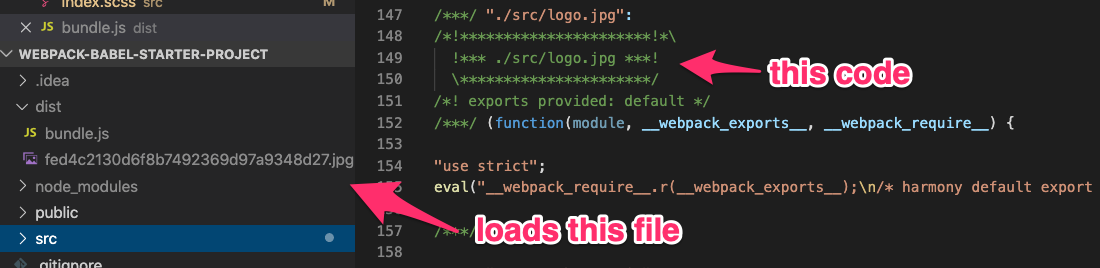 index.scss src M
JS bundle.js dist
WEBPACK-BABEL-STARTER-PROJECT
.idea
dist
JS bundle.js
fed4c2130d6f8b7492369d97a9348d27.jpg
node_modules
public
src
.gitignore
147 /***/ "./src/logo.jpg":
148 /*!**********************!*\
149 !*** ./src/logo.jpg ***!
150 \**********************/
151 /*! exports provided: default */
152 /***/ (function(module, __webpack_exports__, __webpack_require__) {
153
154 "use strict";
eval("__webpack_require__.r(__webpack_exports__);\n/* harmony default export
157 /***/
158
this code
loads this file